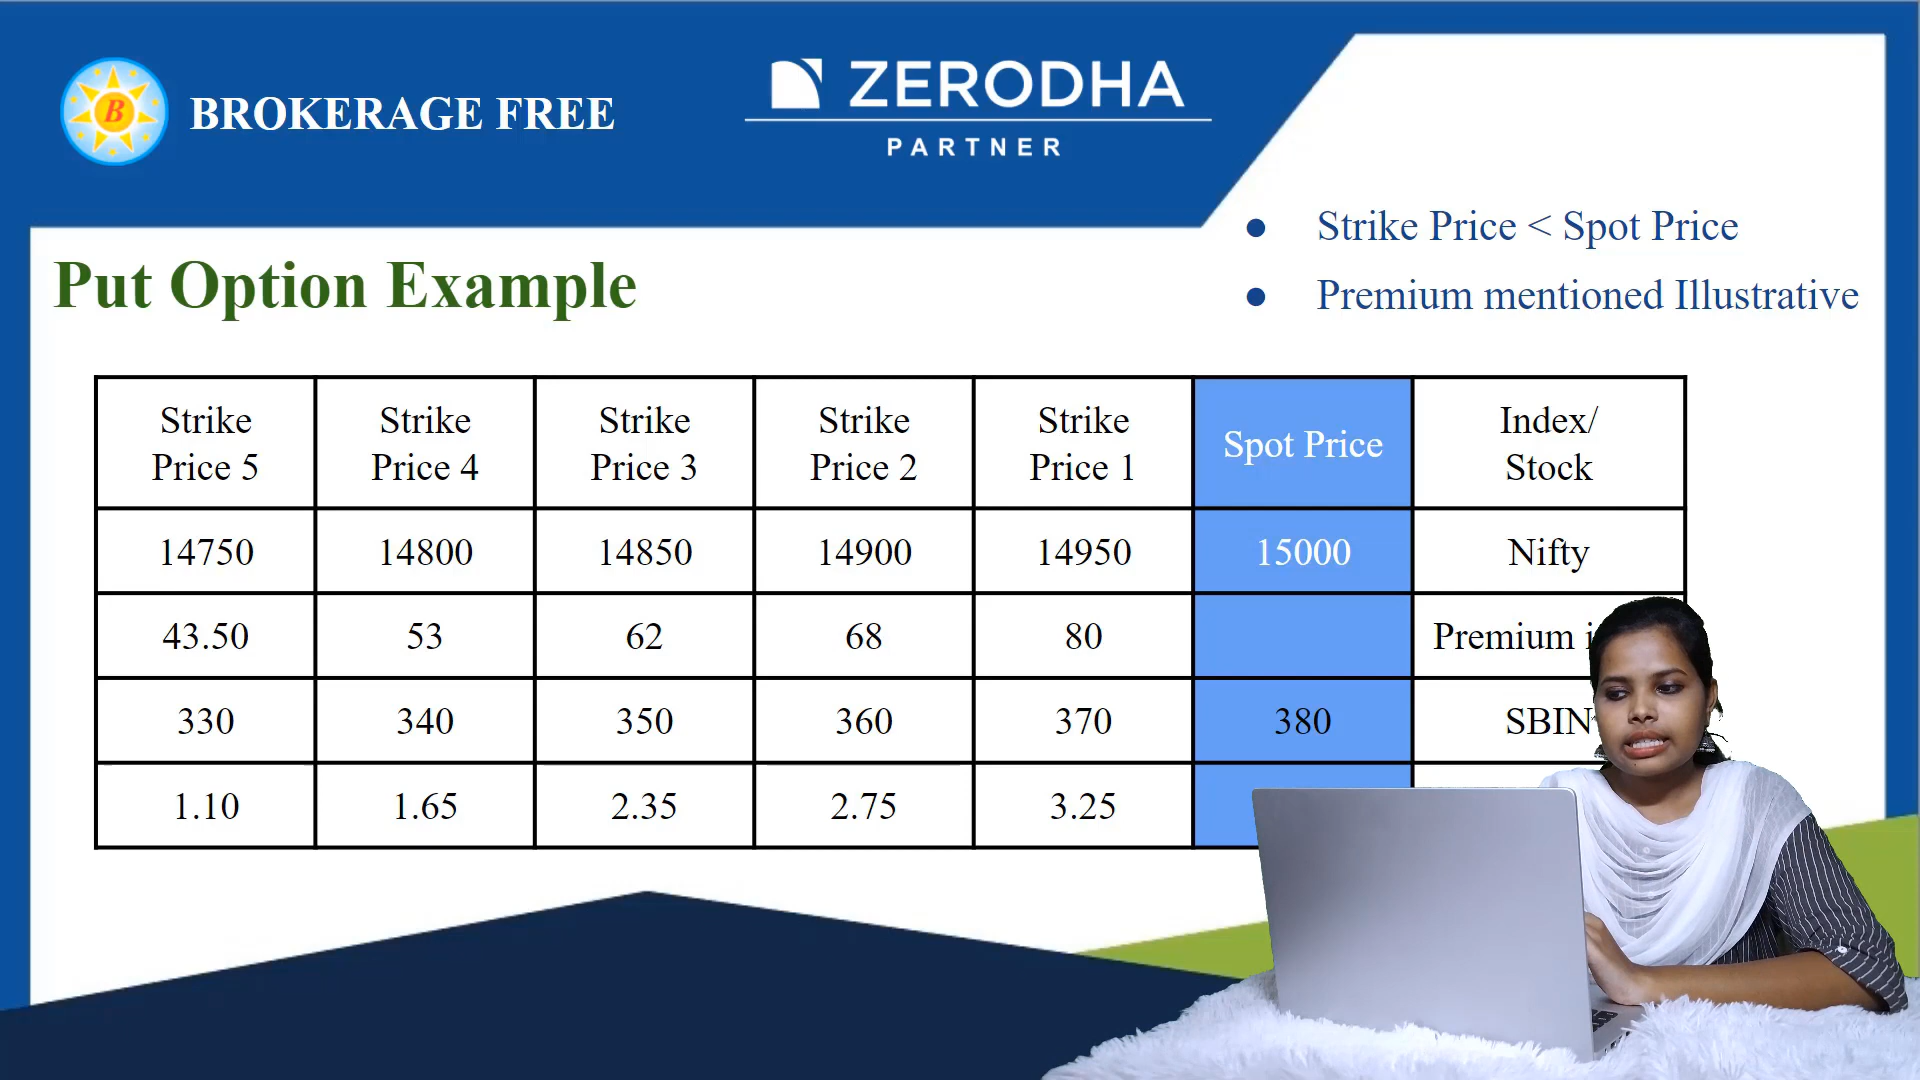 B
BROKERAGE FREE
ZERODHA
PARTNER
Strike Price < Spot Price
Premium mentioned Illustrative
Put Option Example
Strike Price 5 Strike Price 4 Strike Price 3 Strike Price 2 Strike Price 1 Spot Price Index/ Stock
14750 14800 14850 14900 14950 15000 Nifty
43.50 53 62 68 80 Premium
330 340 350 360 370 380 SBIN
1.10 1.65 2.35 2.75 3.25